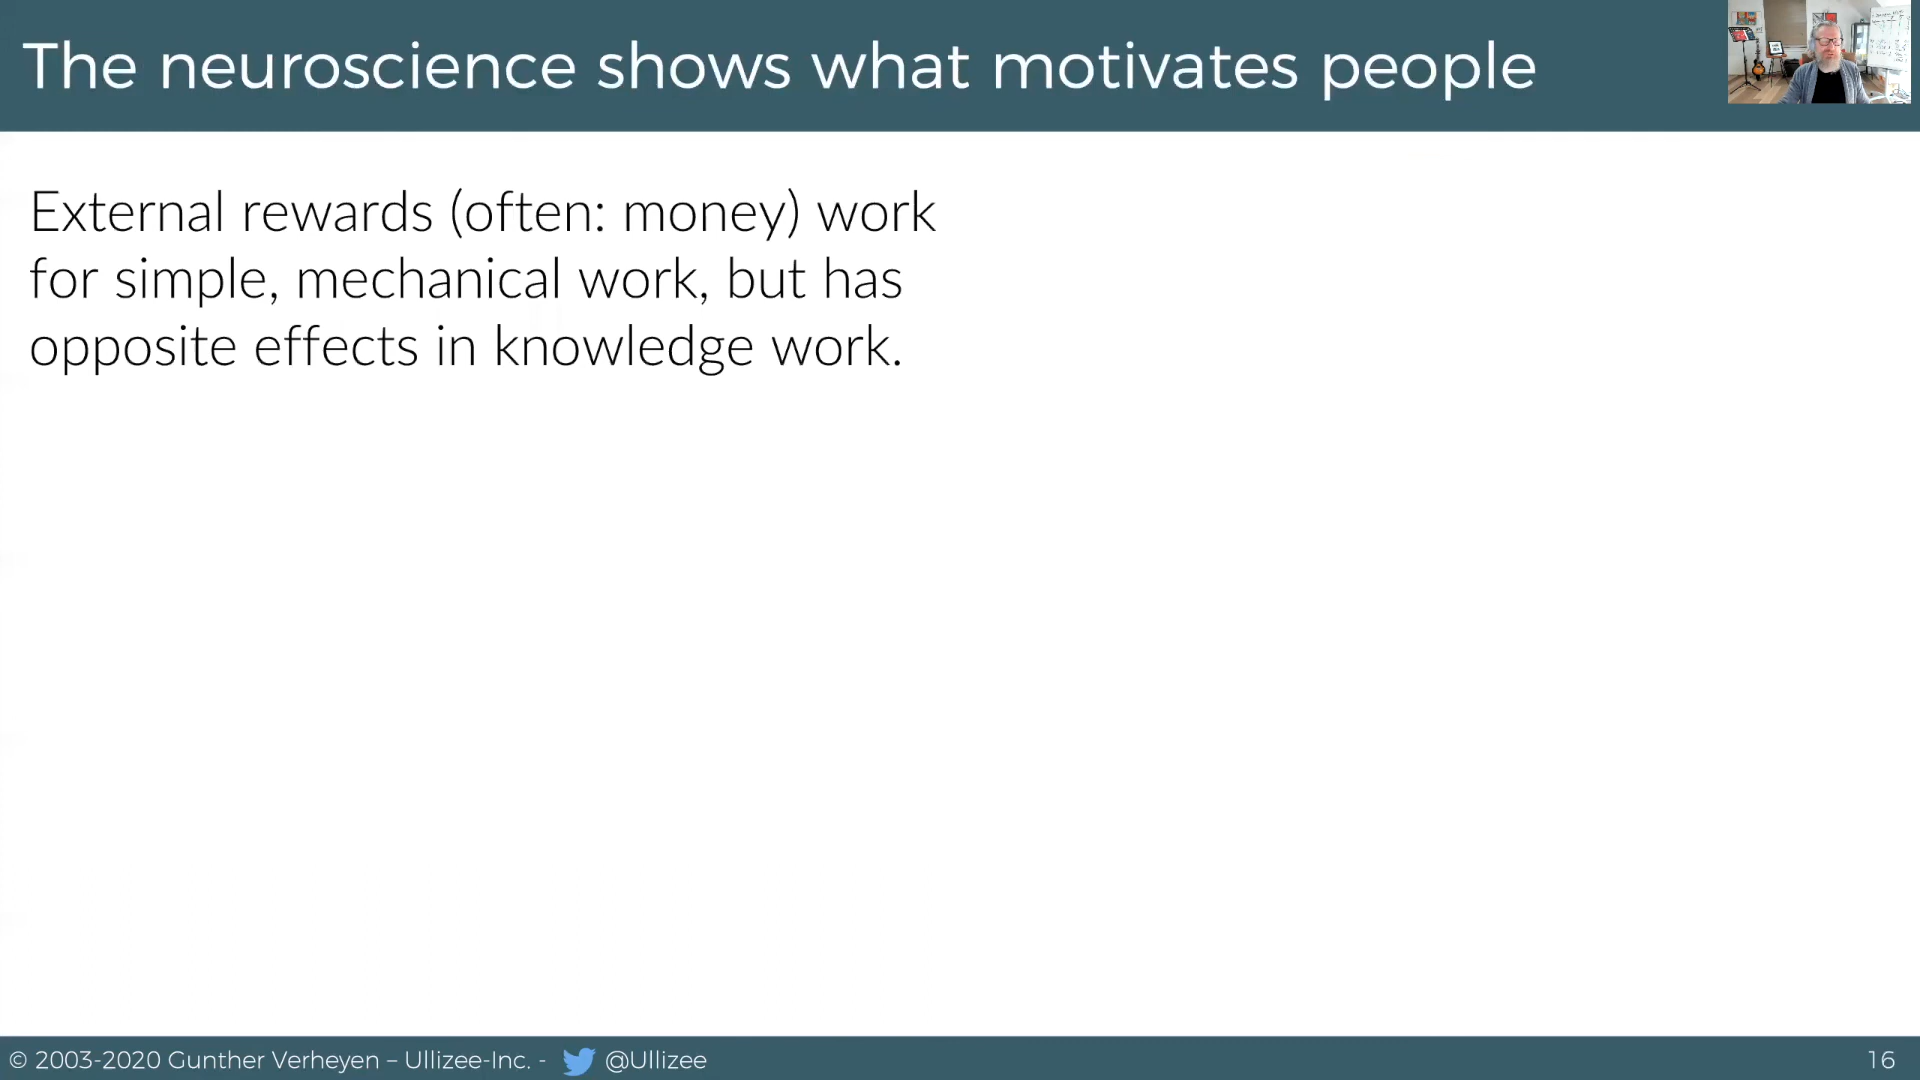 The neuroscience shows what motivates people
External rewards (often: money) work
for simple, mechanical work, but has
opposite effects in knowledge work.
© 2003-2020 Gunther Verheyen – Ullizee-Inc. - @Ullizee
16